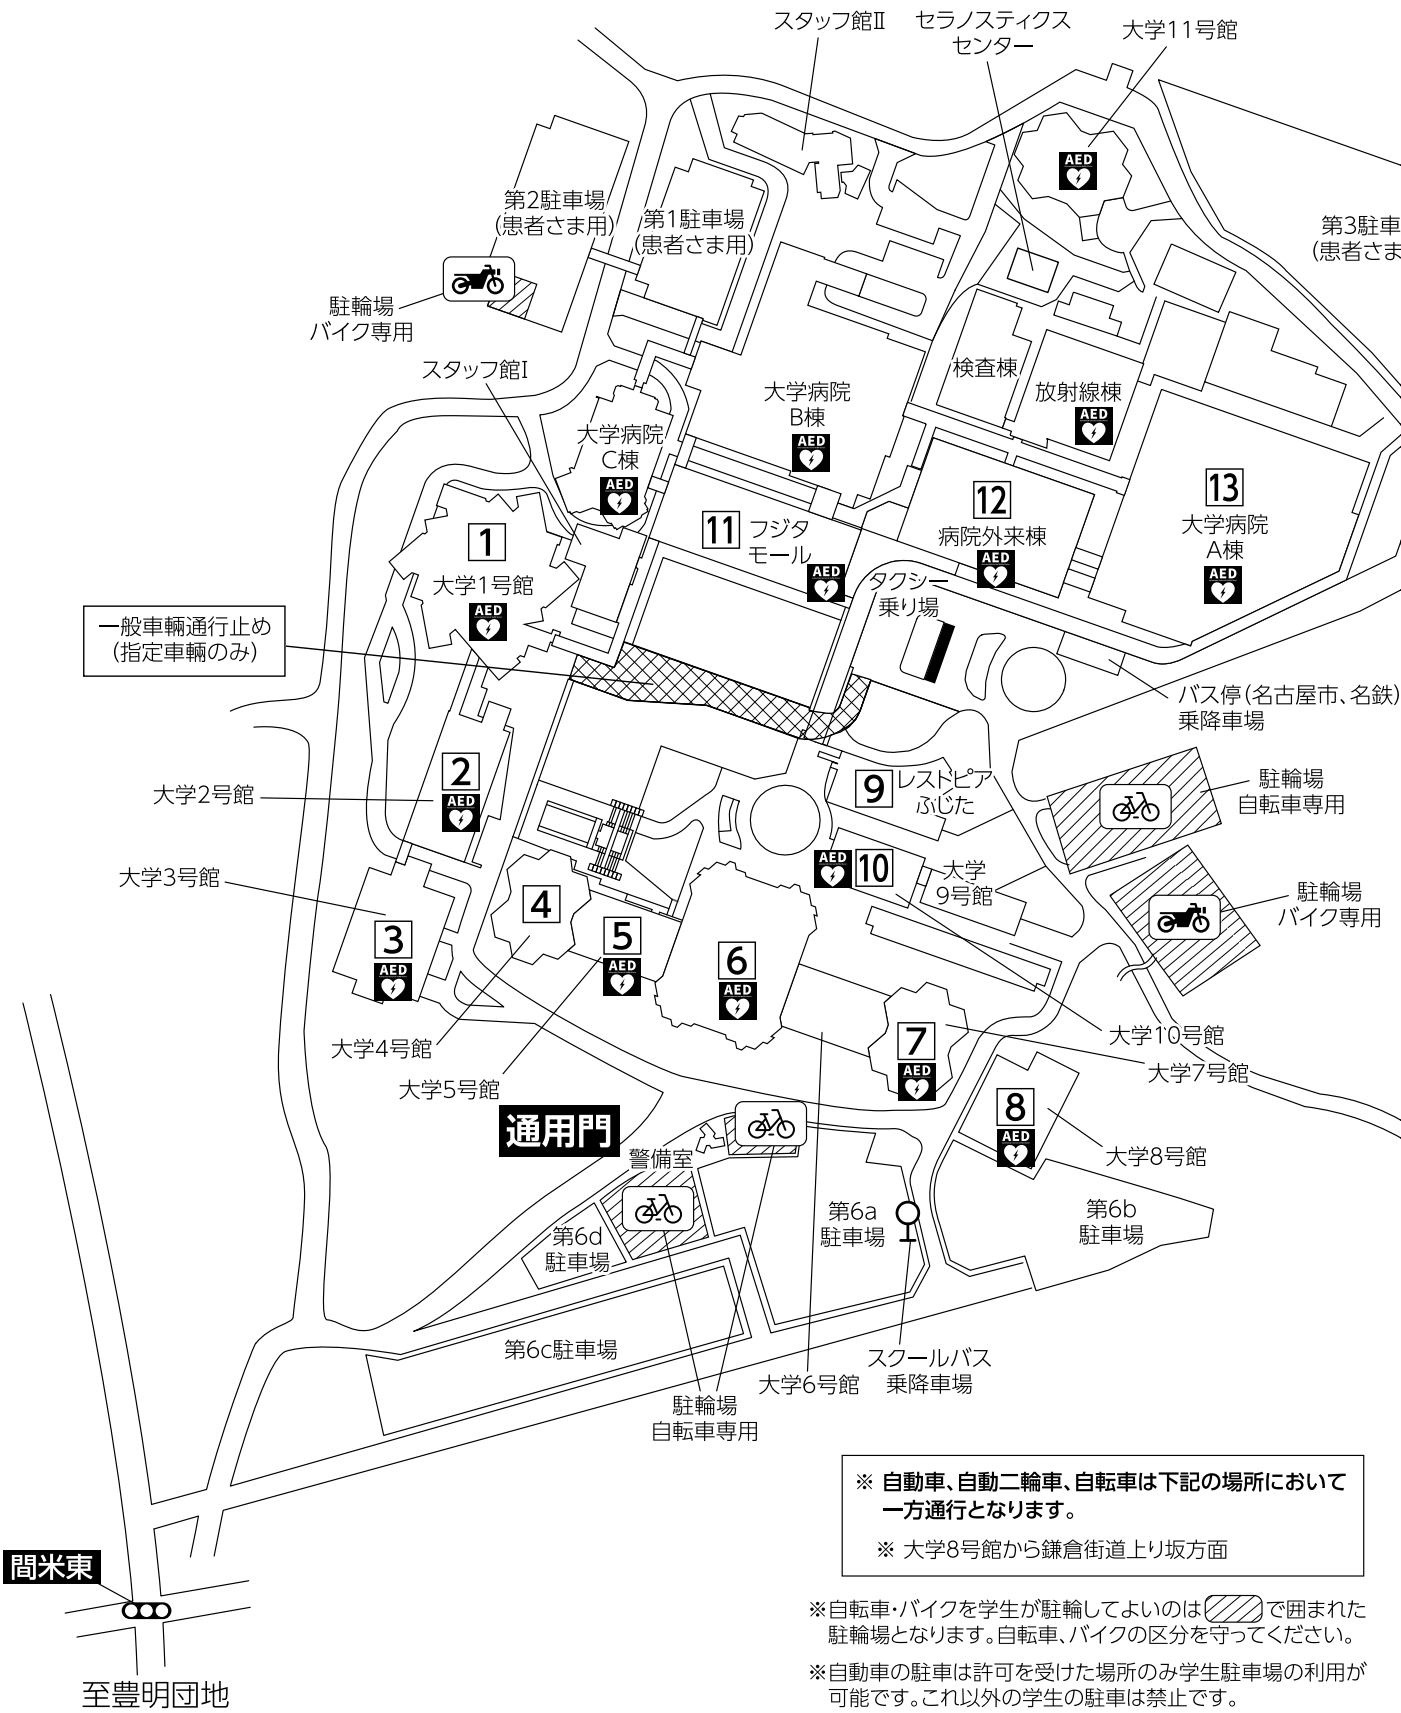 スタッフ館Ⅱ
セラノスティクス
センター
大学11号館
AED
第2駐車場
(患者さま用)
第1駐車場
(患者さま用)
第3駐車
(患者さま
駐輪場
バイク専用
スタッフ館Ⅰ
大学病院
B棟
AED
検査棟
放射線棟
AED
大学病院
C棟
AED
1
大学1号館
AED
11
フジタ
モール
AED
12
病院外来棟
AED
13
大学病院
A棟
AED
タクシー
乗り場
一般車輛通行止め
(指定車輛のみ)
バス停(名古屋市、名鉄)
乗降車場
2
AED
大学2号館
9
レストピア
ふじた
駐輪場
自転車専用
大学3号館
3
AED
4
5
AED
6
AED
AED
10
大学
9号館
駐輪場
バイク専用
7
AED
大学4号館
大学5号館
大学10号館
大学7号館
通用門
警備室
8
AED
大学8号館
第6a
駐車場
第6b
駐車場
第6d
駐車場
第6c駐車場
スクールバス
乗降車場
大学6号館
駐輪場
自転車専用
※ 自動車、自動二輪車、自転車は下記の場所において
一方通行となります。
※ 大学8号館から鎌倉街道上り坂方面
間米東
至豊明団地
※自転車・バイクを学生が駐輪してよいのは で囲まれた
駐輪場となります。自転車、バイクの区分を守ってください。
※自動車の駐車は許可を受けた場所のみ学生駐車場の利用が
可能です。これ以外の学生の駐車は禁止です。